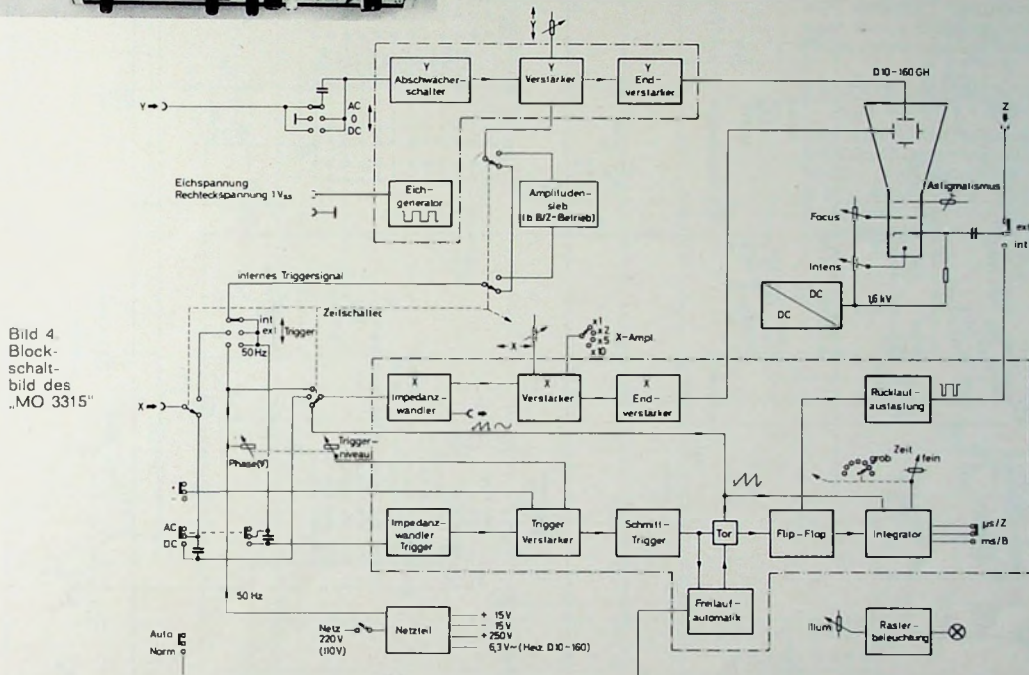 Y
Y
Abschwächer-
schalter
Y
Verstärker
Y
End-
verstärker
D10-160 GH
Z
Y
AC
0
DC
Eichspannung
Rechteckspannung 1 Vss
Eich-
generator
Amplituden-
sieb
(b B/Z-Betrieb)
Astigmatismus
Focus
ext
int
Intens
DC
DC
1,6 kV
internes Triggersignal
Zeitschalter
int
ext
Trigger
50Hz
X
x1
x2
x5
x10
X-Ampl.
Bild 4.
Block-
schalt-
bild des
„MO 3315"
X
X
Impedanz-
wandler
X
Verstärker
X
End-
verstärker
Rücklauf-
austastung
Phase(Y)
Trigger-
niveau
grob
Zeit
fein
AC
DC
Impedanz-
wandler
Trigger
Trigger
Verstärker
Schmitt-
Trigger
Tor
Flip-Flop
Integrator
µs/Z
ms/B
50 Hz
Freilauf-
automatik
Auto
Norm
Netz
220 V
(110V)
Netzteil
+ 15 V
- 15 V
+ 250 V
6,3 V~ (Heiz. D10-160)
Illum
Raster-
beleuchtung